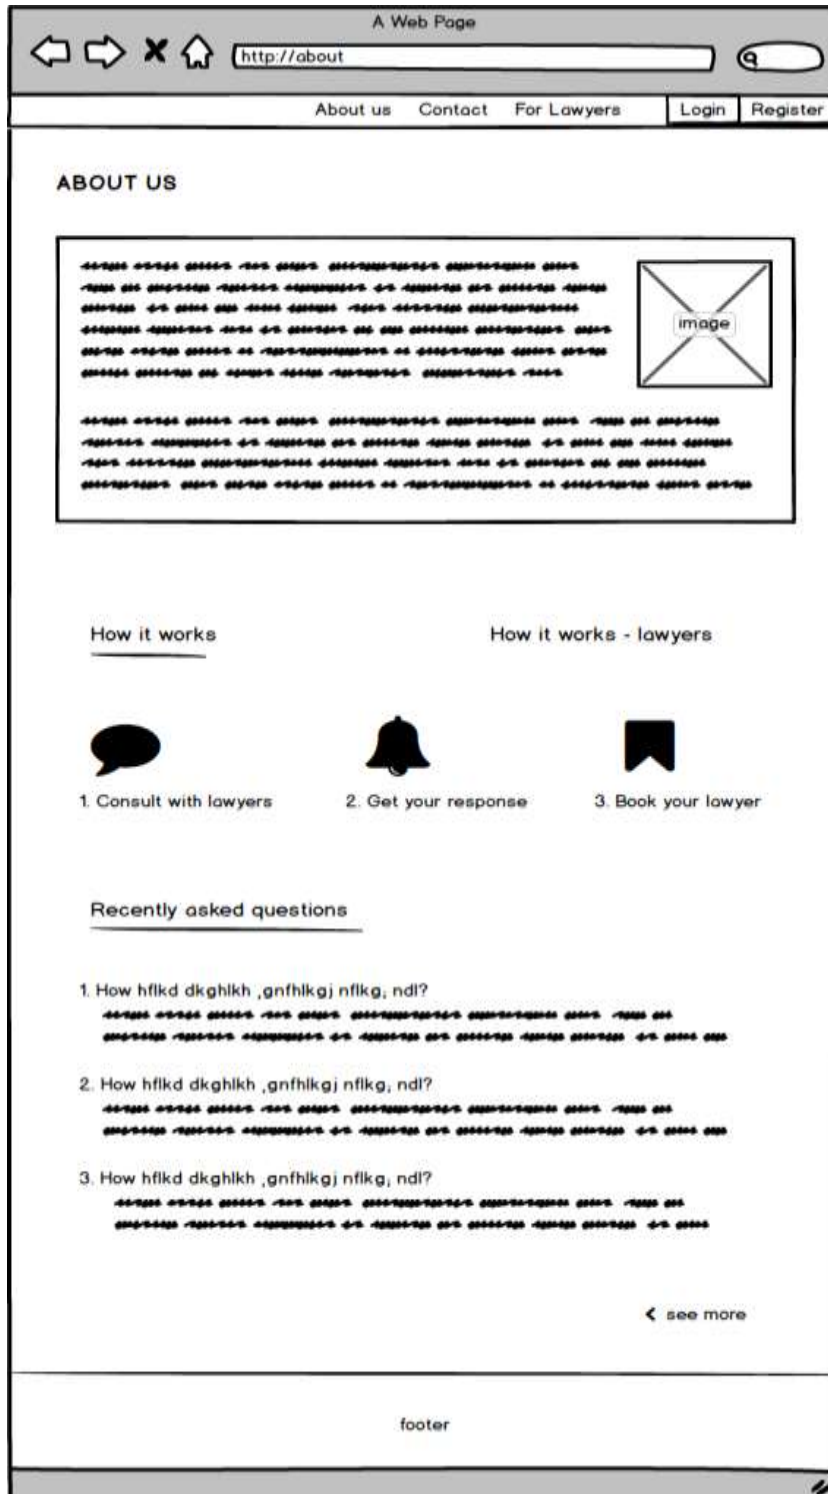 A Web Page
http://about
About us Contact For Lawyers Login Register
ABOUT US
image
How it works How it works - lawyers
1. Consult with lawyers 2. Get your response 3. Book your lawyer
Recently asked questions
1. How hflkd dkghlkh ,gnfhlkgj nflkg; ndl?
2. How hflkd dkghlkh ,gnfhlkgj nflkg; ndl?
3. How hflkd dkghlkh ,gnfhlkgj nflkg; ndl?
see more
footer